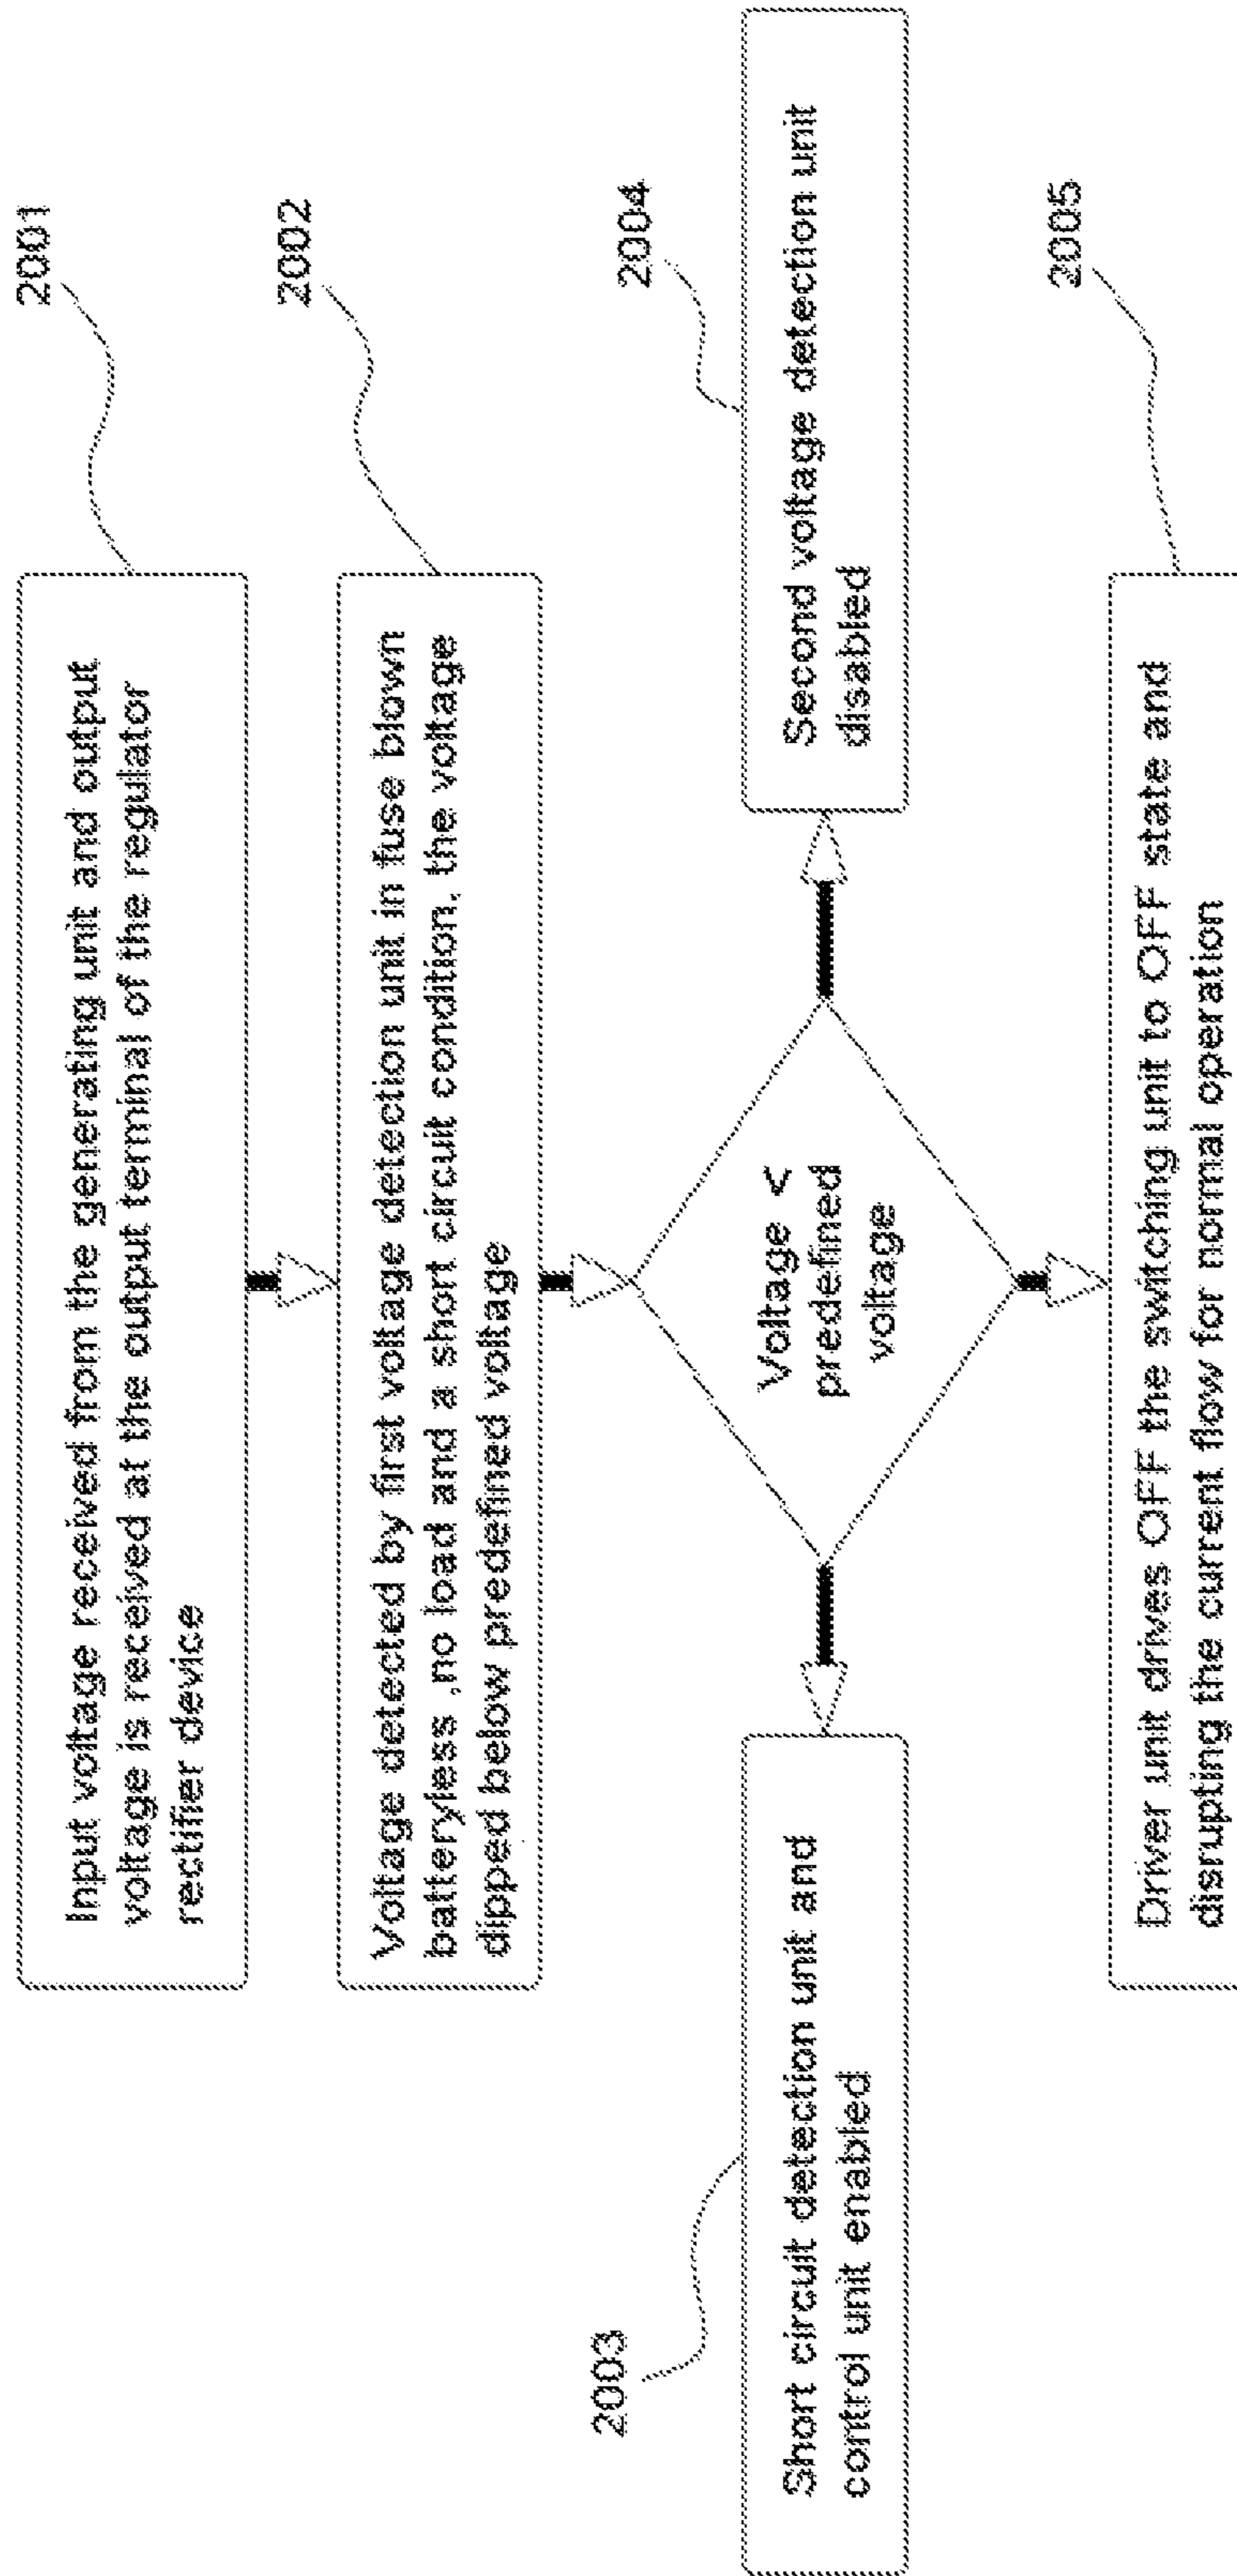 2001
Input voltage received from the generating unit and output
voltage is received at the output terminal of the regulator
rectifier device
2002
Voltage detected by first voltage detection unit in fuse blown
batteryless ,no load and a short circuit condition, the voltage
dipped below predefined voltage
Voltage <
predefined
voltage
2003
Short circuit detection unit and
control unit enabled
2004
Second voltage detection unit
disabled
2005
Driver unit drives OFF the switching unit to OFF state and
disrupting the current flow for normal operation